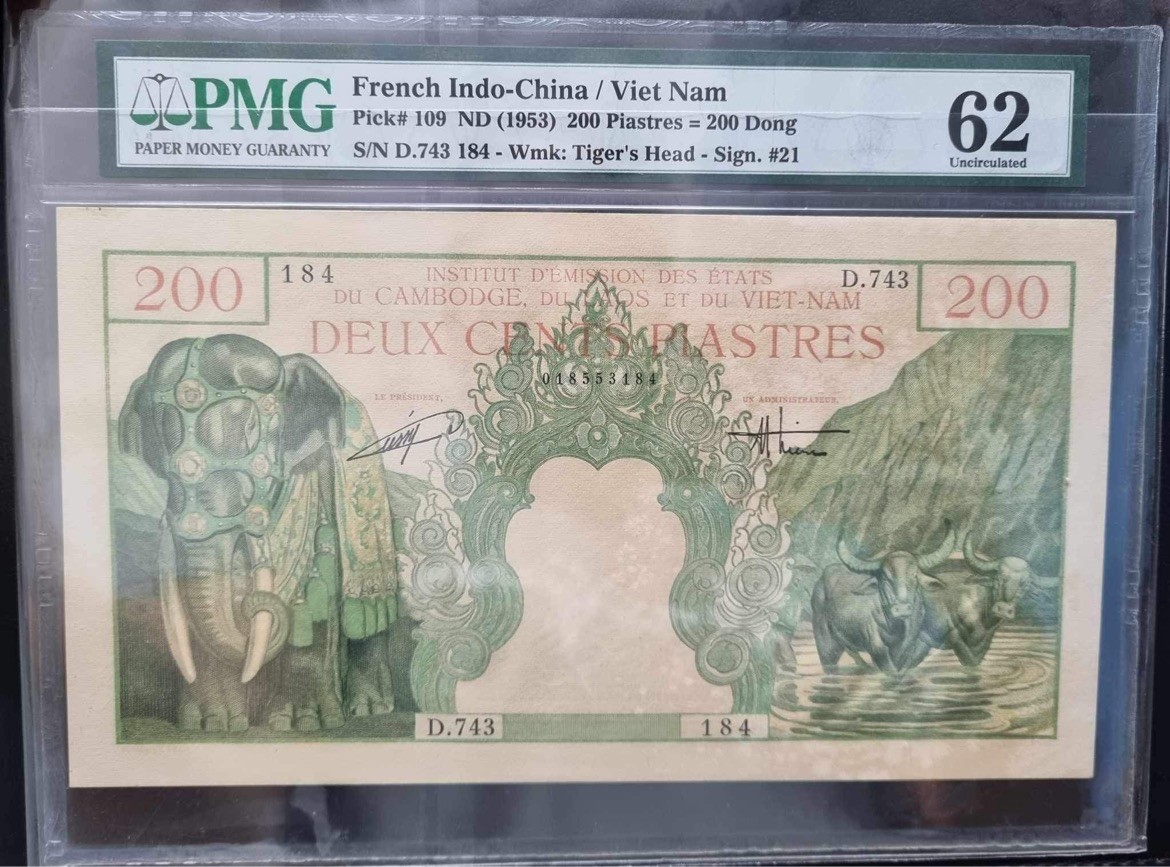 PMG
PAPER MONEY GUARANTY
French Indo-China / Viet Nam
Pick# 109 ND (1953) 200 Piastres = 200 Dong
S/N D.743 184 - Wmk: Tiger's Head - Sign. #21
62
Uncirculated
200
184
INSTITUT D'ÉMISSION DES ÉTATS
D.743
200
DU CAMBODGE, DU LAOS ET DU VIET-NAM
DEUX CENTS PIASTRES
018553184
LE PRÉSIDENT,
UN ADMINISTRATEUR,
D.743
184